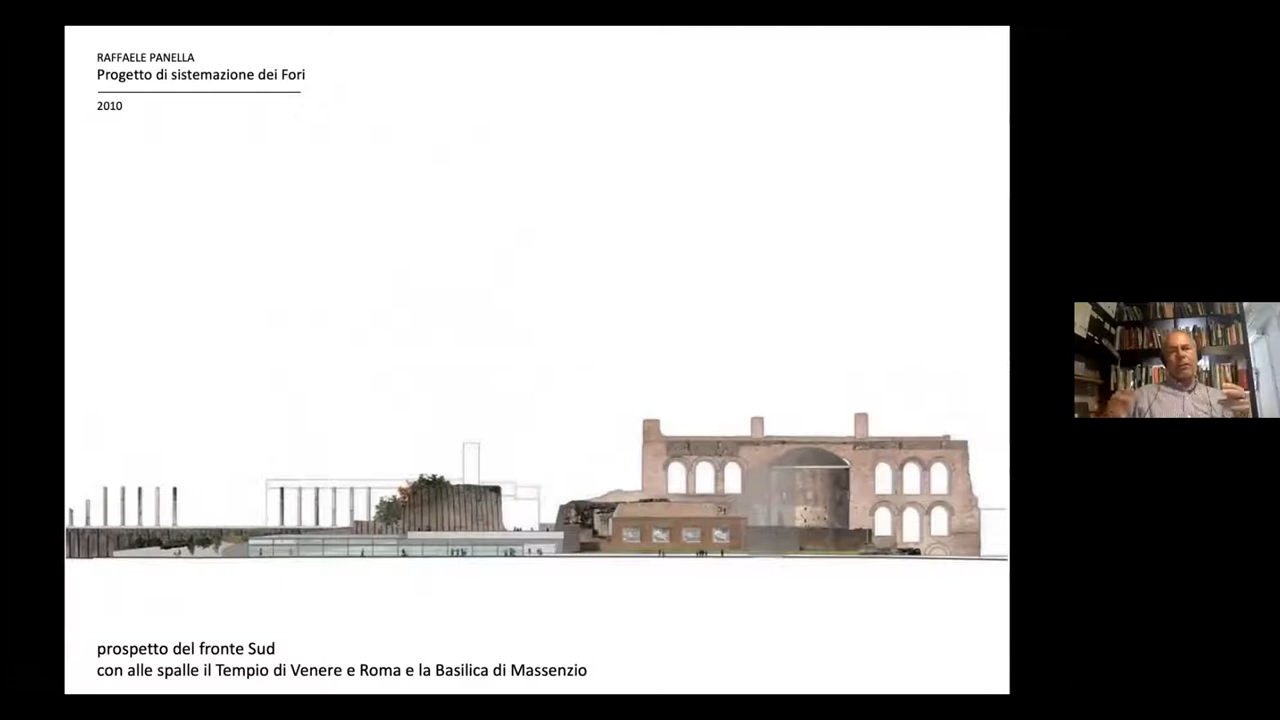 RAFFAELE PANELLA
Progetto di sistemazione dei Fori
2010
prospetto del fronte Sud
con alle spalle il Tempio di Venere e Roma e la Basilica di Massenzio